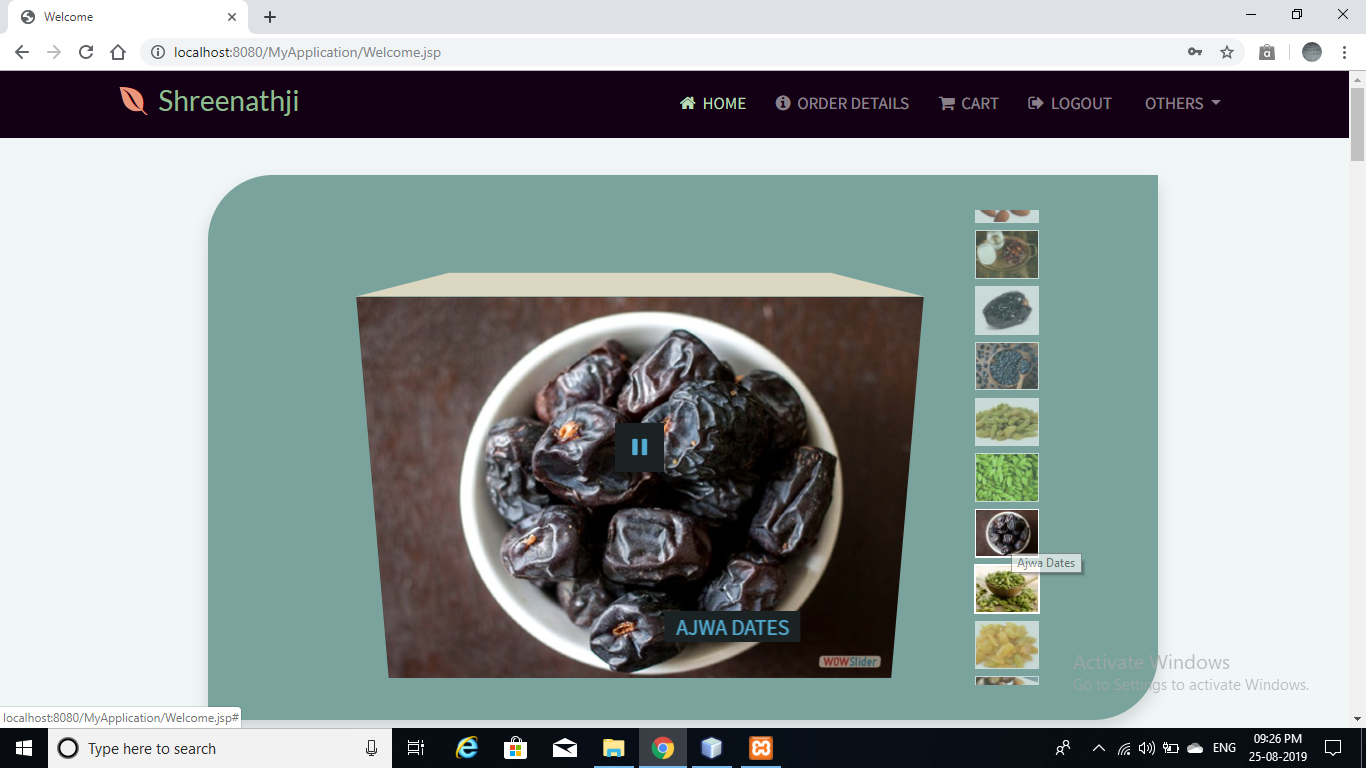 Welcome
localhost:8080/MyApplication/Welcome.jsp
Shreenathji
HOME
ORDER DETAILS
CART
LOGOUT
OTHERS
AJWA DATES
WOWSlider
Ajwa Dates
Activate Windows
Go to Settings to activate Windows.
localhost:8080/MyApplication/Welcome.jsp#
Type here to search
ENG
09:26 PM
25-08-2019